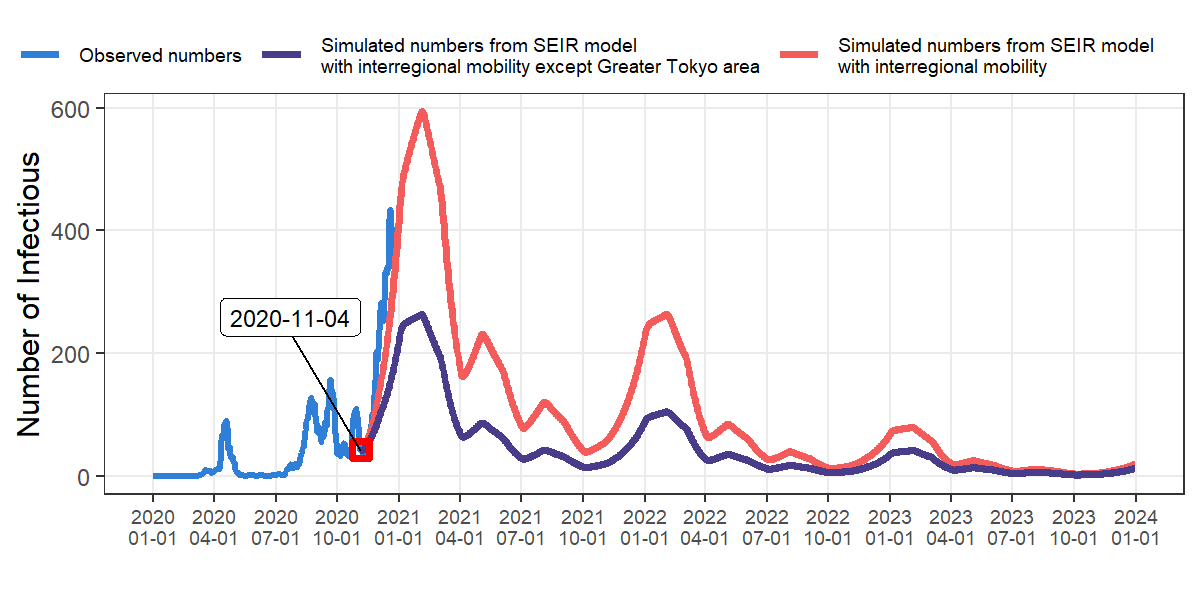 Observed numbers
Simulated numbers from SEIR model
with interregional mobility except Greater Tokyo area
Simulated numbers from SEIR model
with interregional mobility
Number of Infectious
600
400
200
0
2020-11-04
2020 2020 2020 2020 2021 2021 2021 2021 2022 2022 2022 2022 2023 2023 2023 2023 2024
01-01 04-01 07-01 10-01 01-01 04-01 07-01 10-01 01-01 04-01 07-01 10-01 01-01 04-01 07-01 10-01 01-01